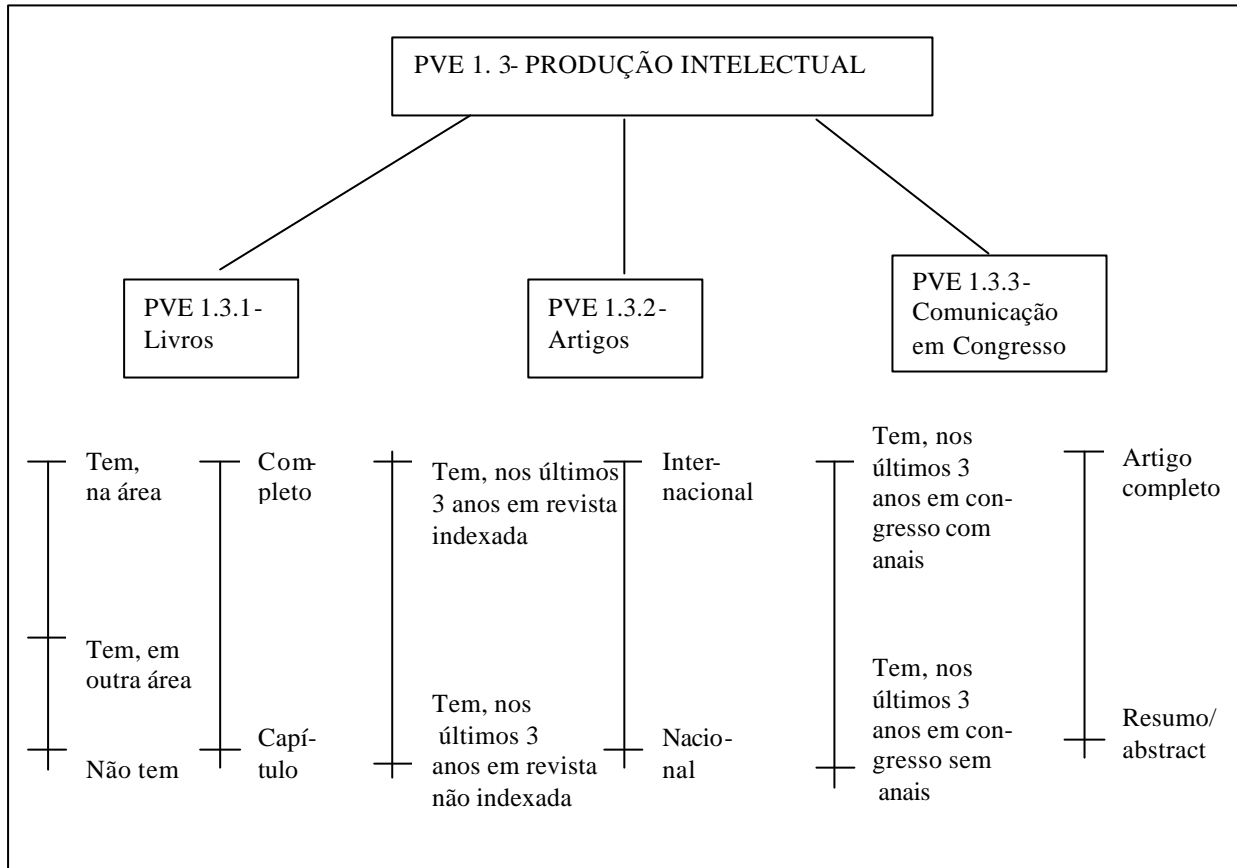 PVE 1. 3- PRODUÇÃO INTELECTUAL
PVE 1.3.1-
Livros
PVE 1.3.2-
Artigos
PVE 1.3.3-
Comunicação
em Congresso
Tem,
na área
Tem, em
outra área
Não tem
Com-
pleto
Capí-
tulo
Tem, nos últimos
3 anos em revista
indexada
Tem, nos
últimos 3
anos em revista
não indexada
Inter-
nacional
Nacio-
nal
Tem, nos
últimos 3
anos em con-
gresso com
anais
Tem, nos
últimos 3
anos em con-
gresso sem
anais
Artigo
completo
Resumo/
abstract